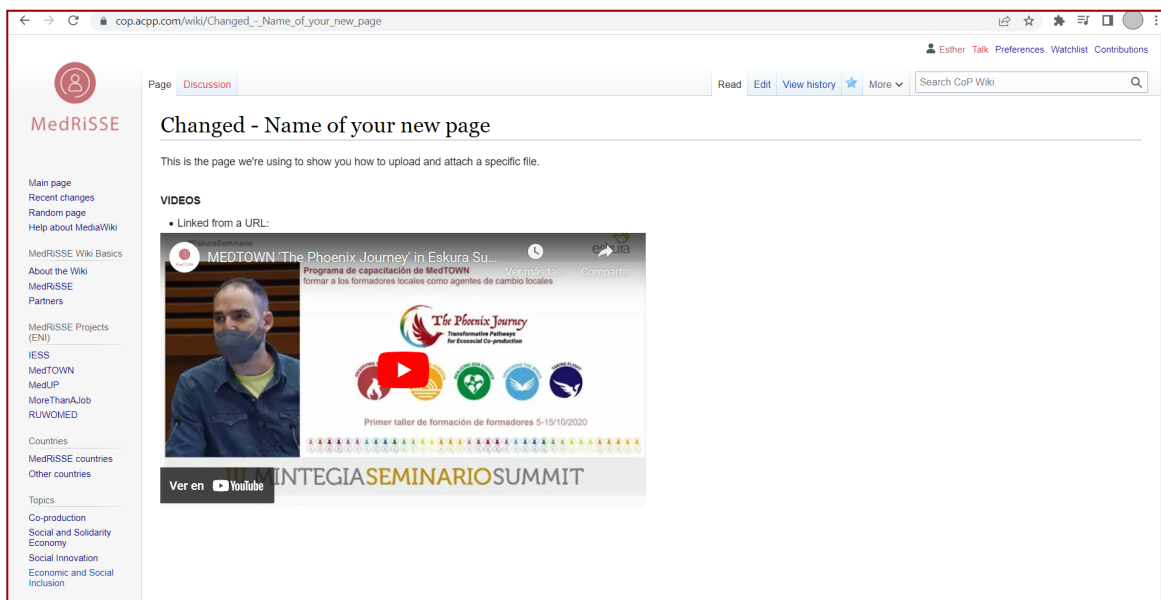 cop.acpp.com/wiki/Changed_-_Name_of_your_new_page
Esther Talk Preferences Watchlist Contributions
MedRiSSE
Page Discussion
Read Edit View history More
Search CoP Wiki
Changed - Name of your new page
This is the page we're using to show you how to upload and attach a specific file.
VIDEOS
• Linked from a URL:
EskuraSeminario
MEDTOWN 'The Phoenix Journey' in Eskura Su...
eskura
Ver más ta...
Compartir
Programa de capacitación de MedTOWN
formar a los formadores locales como agentes de cambio locales
The Phoenix Journey
Transformative Pathways
for Ecosocial Co-production
TAKING FLIGHT
Primer taller de formación de formadores 5-15/10/2020
III MINTEGIASEMINARIOSUMMIT
Ver en YouTube
Main page
Recent changes
Random page
Help about MediaWiki
MedRiSSE Wiki Basics
About the Wiki
MedRiSSE
Partners
MedRiSSE Projects
(ENI)
IESS
MedTOWN
MedUP
MoreThanAJob
RUWOMED
Countries
MedRiSSE countries
Other countries
Topics
Co-production
Social and Solidarity
Economy
Social Innovation
Economic and Social
Inclusion